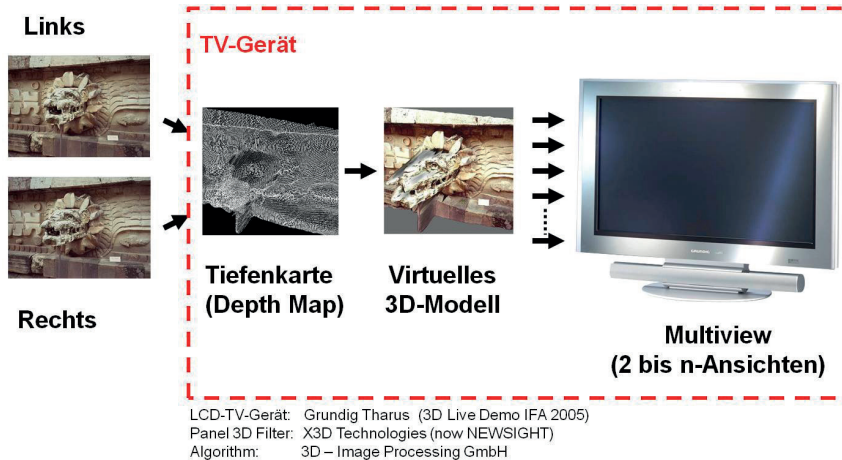 Links
TV-Gerät
Tiefenkarte
(Depth Map)
Virtuelles
3D-Modell
Rechts
Multiview
(2 bis n-Ansichten)
LCD-TV-Gerät: Grundig Tharus (3D Live Demo IFA 2005)
Panel 3D Filter: X3D Technologies (now NEWSIGHT)
Algorithm: 3D – Image Processing GmbH